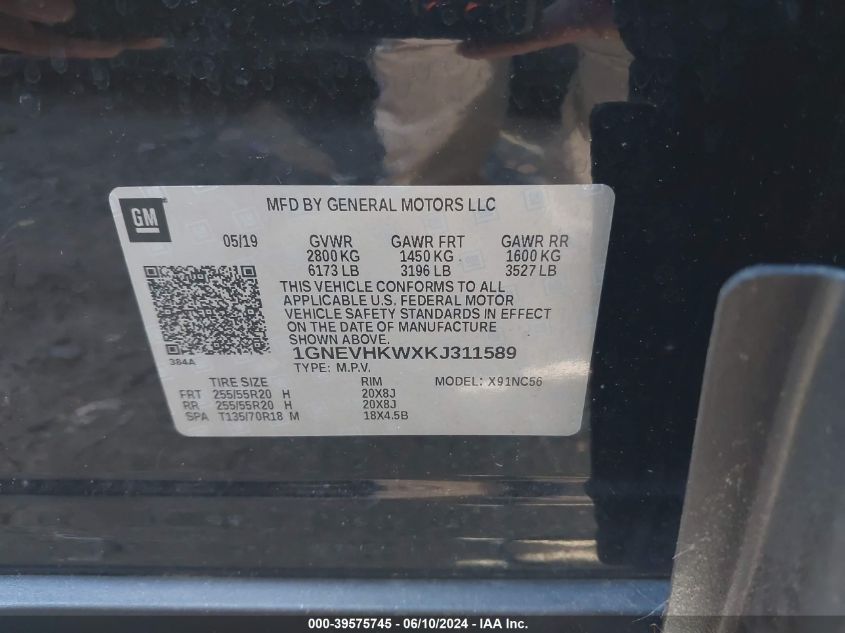 GM
MFD BY GENERAL MOTORS LLC
05/19 GVWR GAWR FRT GAWR RR
2800 KG 1450 KG 1600 KG
6173 LB 3196 LB 3527 LB
THIS VEHICLE CONFORMS TO ALL
APPLICABLE U.S. FEDERAL MOTOR
VEHICLE SAFETY STANDARDS IN EFFECT
ON THE DATE OF MANUFACTURE
SHOWN ABOVE.
384A
1GNEVHKWXKJ311589
TYPE: M.P.V.
TIRE SIZE RIM MODEL: X91NC56
FRT 255/55R20 H 20X8J
RR 255/55R20 H 20X8J
SPA T135/70R18 M 18X4.5B
000-39575745 - 06/10/2024 - IAA Inc.